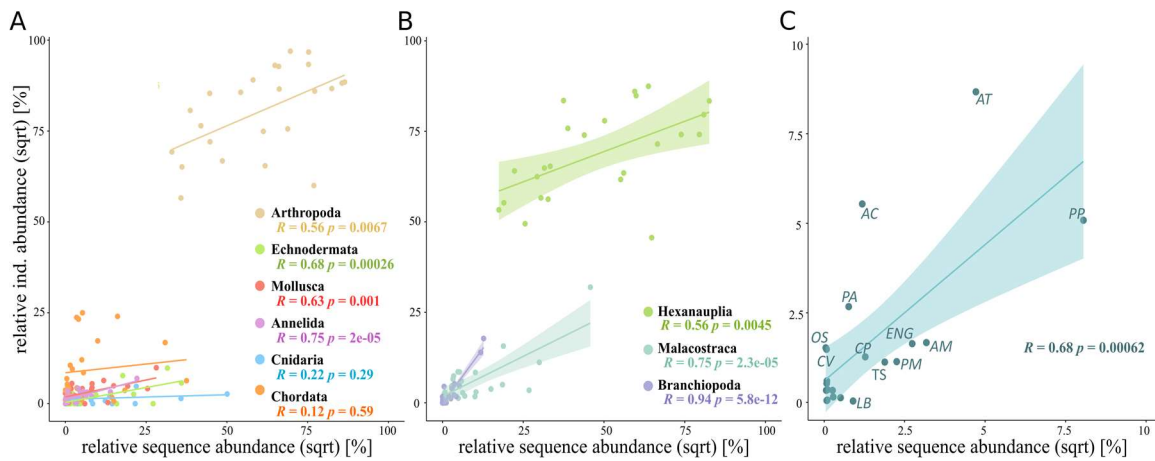 A
relative ind. abundance (sqrt) [%]
100
75
50
25
0
Arthropoda
R = 0.56 p = 0.0067
Echnodermata
R = 0.68 p = 0.00026
Mollusca
R = 0.63 p = 0.001
Annelida
R = 0.75 p = 2e-05
Cnidaria
R = 0.22 p = 0.29
Chordata
R = 0.12 p = 0.59
0 25 50 75 100
relative sequence abundance (sqrt) [%]
B
100
75
50
25
0
Hexanauplia
R = 0.56 p = 0.0045
Malacostraca
R = 0.75 p = 2.3e-05
Branchiopoda
R = 0.94 p = 5.8e-12
0 25 50 75 100
relative sequence abundance (sqrt) [%]
C
10
7.5
5
2.5
0
AT
AC
PP
PA
OS
ENG
CP
AM
CV
TS
PM
LB
R = 0.68 p = 0.00062
0 2.5 5 7.5 10
relative sequence abundance (sqrt) [%]